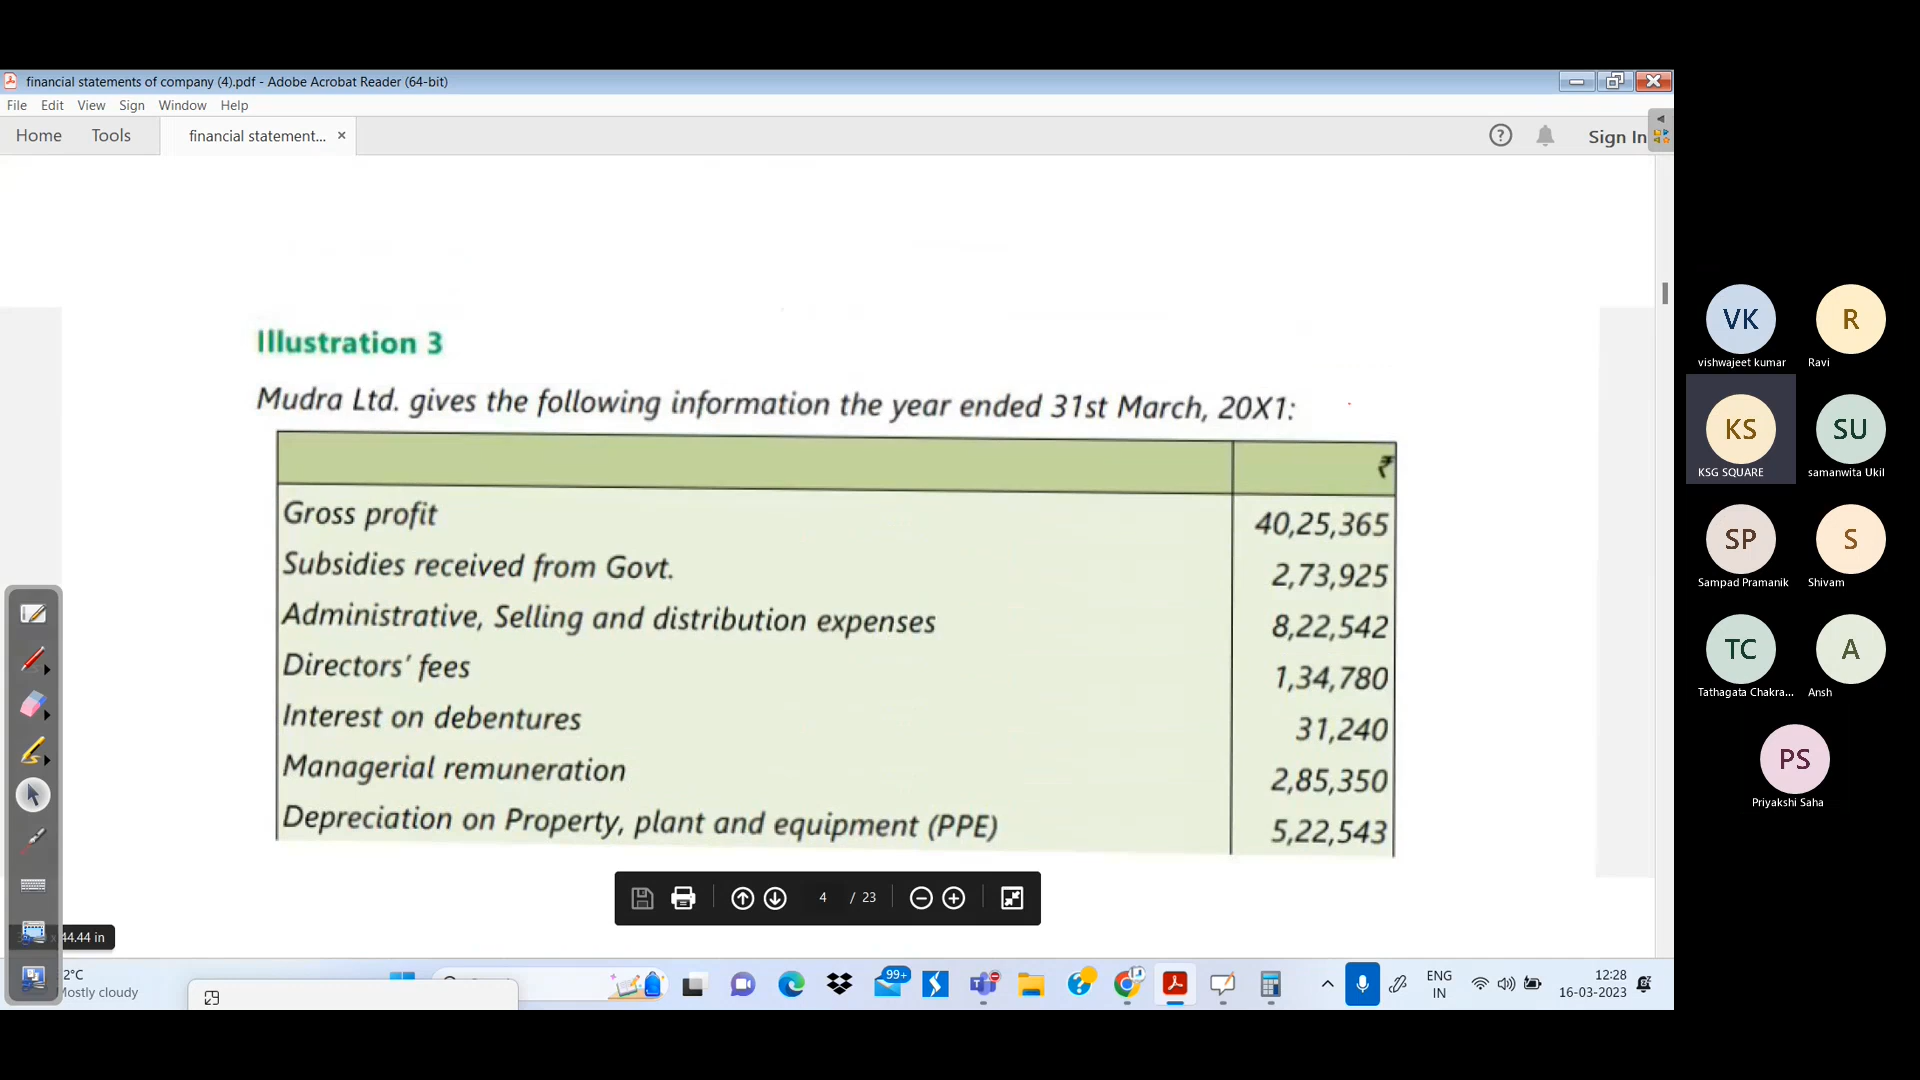 financial statements of company (4).pdf - Adobe Acrobat Reader (64-bit)
File Edit View Sign Window Help
Home Tools financial statement... × Sign In
Illustration 3
Mudra Ltd. gives the following information the year ended 31st March, 20X1:
₹
Gross profit 40,25,365
Subsidies received from Govt. 2,73,925
Administrative, Selling and distribution expenses 8,22,542
Directors' fees 1,34,780
Interest on debentures 31,240
Managerial remuneration 2,85,350
Depreciation on Property, plant and equipment (PPE) 5,22,543
4 / 23
44.44 in
2°C
Mostly cloudy
99+
ENG
IN
12:28
16-03-2023
VK
vishwajeet kumar
R
Ravi
KS
KSG SQUARE
SU
samanwita Ukil
SP
Sampad Pramanik
S
Shivam
TC
Tathagata Chakra...
A
Ansh
PS
Priyakshi Saha